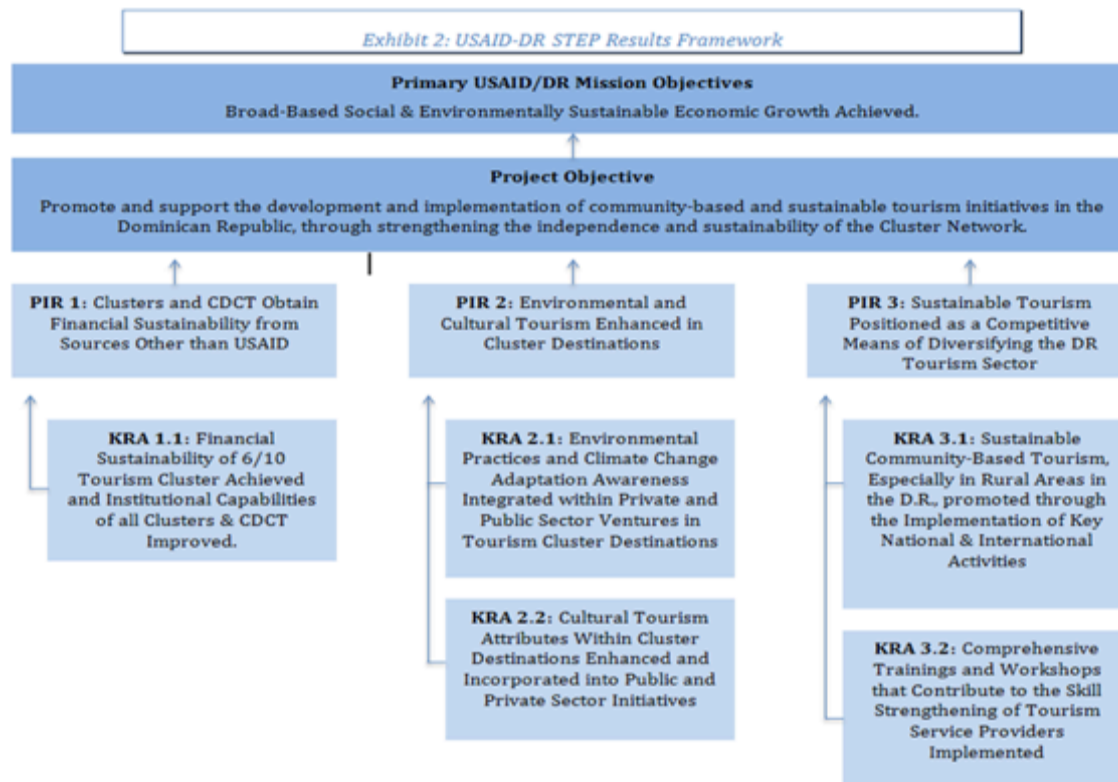 Exhibit 2: USAID-DR STEP Results Framework
Primary USAID/DR Mission Objectives
Broad-Based Social & Environmentally Sustainable Economic Growth Achieved.
Project Objective
Promote and support the development and implementation of community-based and sustainable tourism initiatives in the
Dominican Republic, through strengthening the independence and sustainability of the Cluster Network.
PIR 1: Clusters and CDCT Obtain
Financial Sustainability from
Sources Other than USAID
PIR 2: Environmental and
Cultural Tourism Enhanced in
Cluster Destinations
PIR 3: Sustainable Tourism
Positioned as a Competitive
Means of Diversifying the DR
Tourism Sector
KRA 1.1: Financial
Sustainability of 6/10
Tourism Cluster Achieved
and Institutional Capabilities
of all Clusters & CDCT
Improved.
KRA 2.1: Environmental
Practices and Climate Change
Adaptation Awareness
Integrated within Private and
Public Sector Ventures in
Tourism Cluster Destinations
KRA 3.1: Sustainable
Community-Based Tourism,
Especially in Rural Areas in
the D.R., promoted through
the Implementation of Key
National & International
Activities
KRA 2.2: Cultural Tourism
Attributes Within Cluster
Destinations Enhanced and
Incorporated into Public and
Private Sector Initiatives
KRA 3.2: Comprehensive
Trainings and Workshops
that Contribute to the Skill
Strengthening of Tourism
Service Providers
Implemented